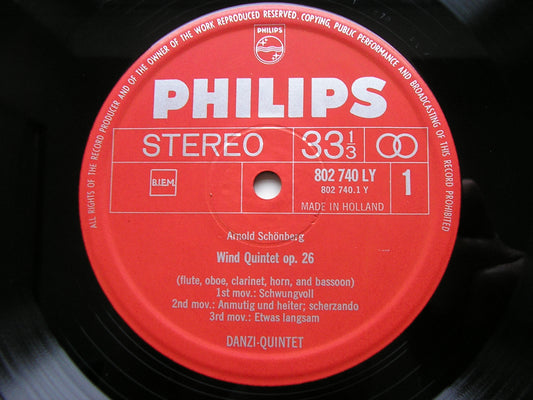 ALL RIGHTS OF THE RECORD PRODUCER AND OF THE OWNER OF THE WORK REPRODUCED RESERVED. COPYING, PUBLIC PERFORMANCE AND BROADCASTING OF THIS RECORD PROHIBITED
PHILIPS
PHILIPS
STEREO 33 1/3
B.I.E.M.
802 740 LY
802 740.1 Y
1
MADE IN HOLLAND
Arnold Schönberg
Wind Quintet op. 26
(flute, oboe, clarinet, horn, and bassoon)
1st mov.: Schwungvoll
2nd mov.: Anmutig und heiter; scherzando
3rd mov.: Etwas langsam
DANZI-QUINTET